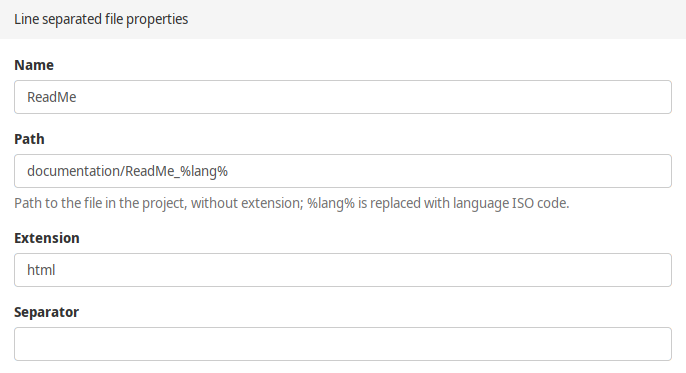 Line separated file properties
Name
ReadMe
Path
documentation/ReadMe_%lang%
Path to the file in the project, without extension; %lang% is replaced with language ISO code.
Extension
html
Separator